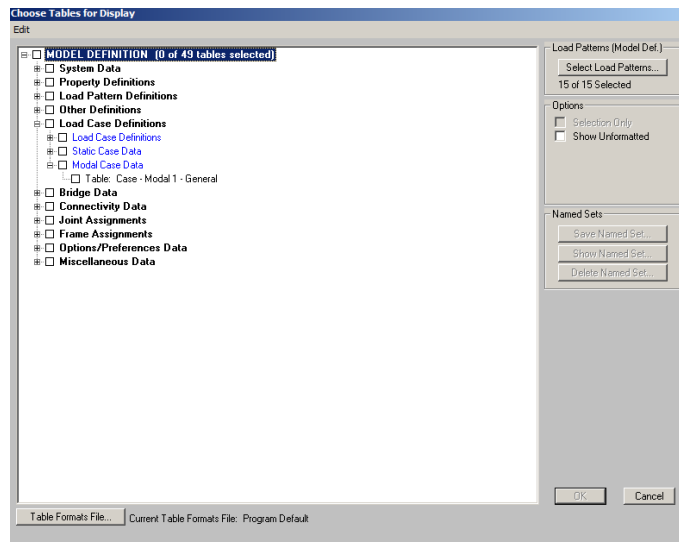 Choose Tables for Display
Edit
MODEL DEFINITION (0 of 49 tables selected)
System Data
Property Definitions
Load Pattern Definitions
Other Definitions
Load Case Definitions
Load Case Definitions
Static Case Data
Modal Case Data
Table: Case - Modal 1 - General
Bridge Data
Connectivity Data
Joint Assignments
Frame Assignments
Options/Preferences Data
Miscellaneous Data
Load Patterns (Model Def.)
Select Load Patterns...
15 of 15 Selected
Options
Selection Only
Show Unformatted
Named Sets
Save Named Set...
Show Named Set...
Delete Named Set...
OK
Cancel
Table Formats File...
Current Table Formats File: Program Default